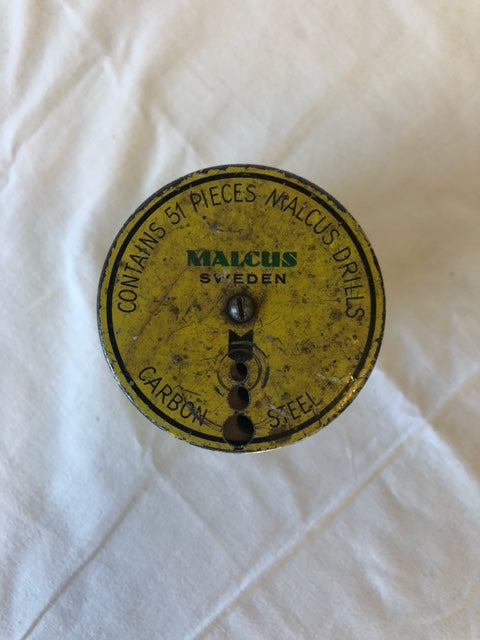 CONTAINS 51 PIECES MALCUS DRILLS
MALCUS
SWEDEN
CARBON STEEL